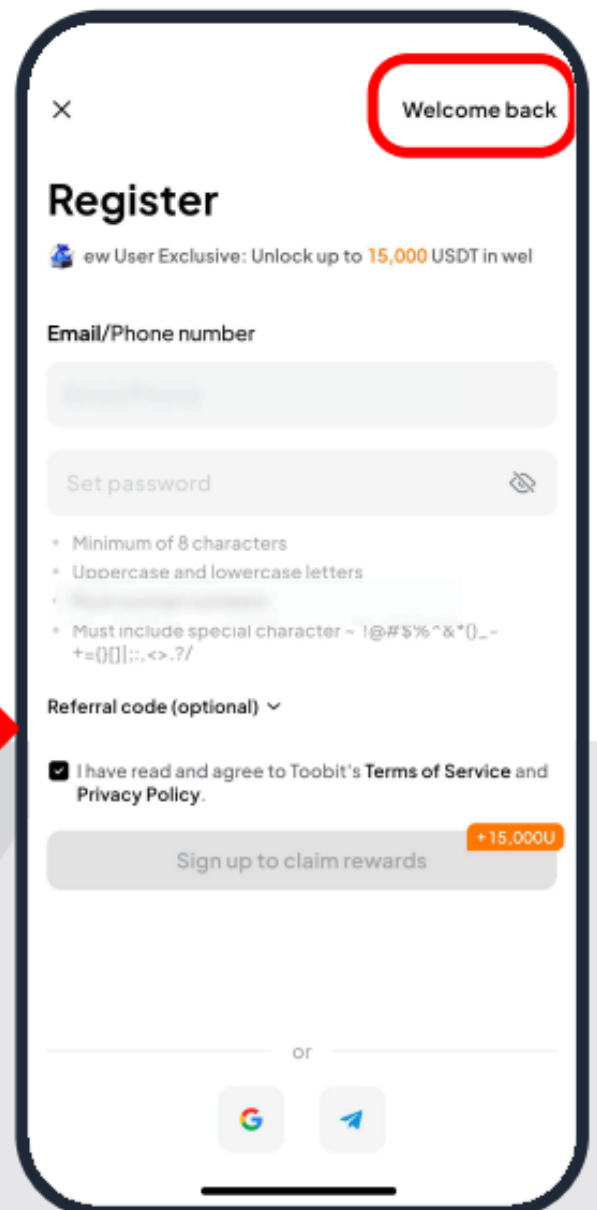 Welcome back
Register
ew User Exclusive: Unlock up to 15,000 USDT in wel
Email/Phone number
Set password
• Minimum of 8 characters
• Uppercase and lowercase letters
• Must include special character ~ !@#$%^&*()_-
+={}[]|;:,<>.?/
Referral code (optional)
I have read and agree to Toobit's Terms of Service and
Privacy Policy.
+15,000U
Sign up to claim rewards
or